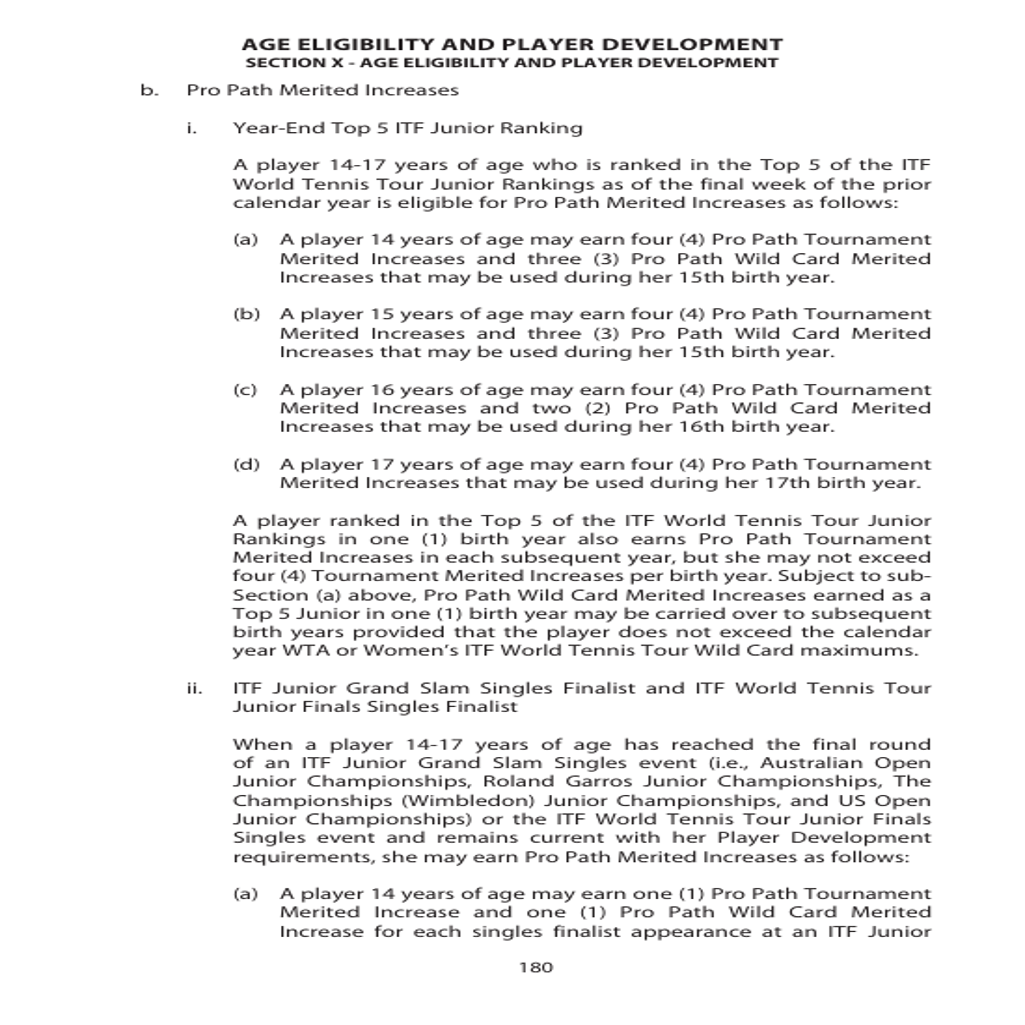 AGE ELIGIBILITY AND PLAYER DEVELOPMENT
SECTION X - AGE ELIGIBILITY AND PLAYER DEVELOPMENT
b. Pro Path Merited Increases
i. Year-End Top 5 ITF Junior Ranking
A player 14-17 years of age who is ranked in the Top 5 of the ITF
World Tennis Tour Junior Rankings as of the final week of the prior
calendar year is eligible for Pro Path Merited Increases as follows:
(a) A player 14 years of age may earn four (4) Pro Path Tournament
Merited Increases and three (3) Pro Path Wild Card Merited
Increases that may be used during her 15th birth year.
(b) A player 15 years of age may earn four (4) Pro Path Tournament
Merited Increases and three (3) Pro Path Wild Card Merited
Increases that may be used during her 15th birth year.
(c) A player 16 years of age may earn four (4) Pro Path Tournament
Merited Increases and two (2) Pro Path Wild Card Merited
Increases that may be used during her 16th birth year.
(d) A player 17 years of age may earn four (4) Pro Path Tournament
Merited Increases that may be used during her 17th birth year.
A player ranked in the Top 5 of the ITF World Tennis Tour Junior
Rankings in one (1) birth year also earns Pro Path Tournament
Merited Increases in each subsequent year, but she may not exceed
four (4) Tournament Merited Increases per birth year. Subject to sub-
Section (a) above, Pro Path Wild Card Merited Increases earned as a
Top 5 Junior in one (1) birth year may be carried over to subsequent
birth years provided that the player does not exceed the calendar
year WTA or Women's ITF World Tennis Tour Wild Card maximums.
ii. ITF Junior Grand Slam Singles Finalist and ITF World Tennis Tour
Junior Finals Singles Finalist
When a player 14-17 years of age has reached the final round
of an ITF Junior Grand Slam Singles event (i.e., Australian Open
Junior Championships, Roland Garros Junior Championships, The
Championships (Wimbledon) Junior Championships, and US Open
Junior Championships) or the ITF World Tennis Tour Junior Finals
Singles event and remains current with her Player Development
requirements, she may earn Pro Path Merited Increases as follows:
(a) A player 14 years of age may earn one (1) Pro Path Tournament
Merited Increase and one (1) Pro Path Wild Card Merited
Increase for each singles finalist appearance at an ITF Junior
180